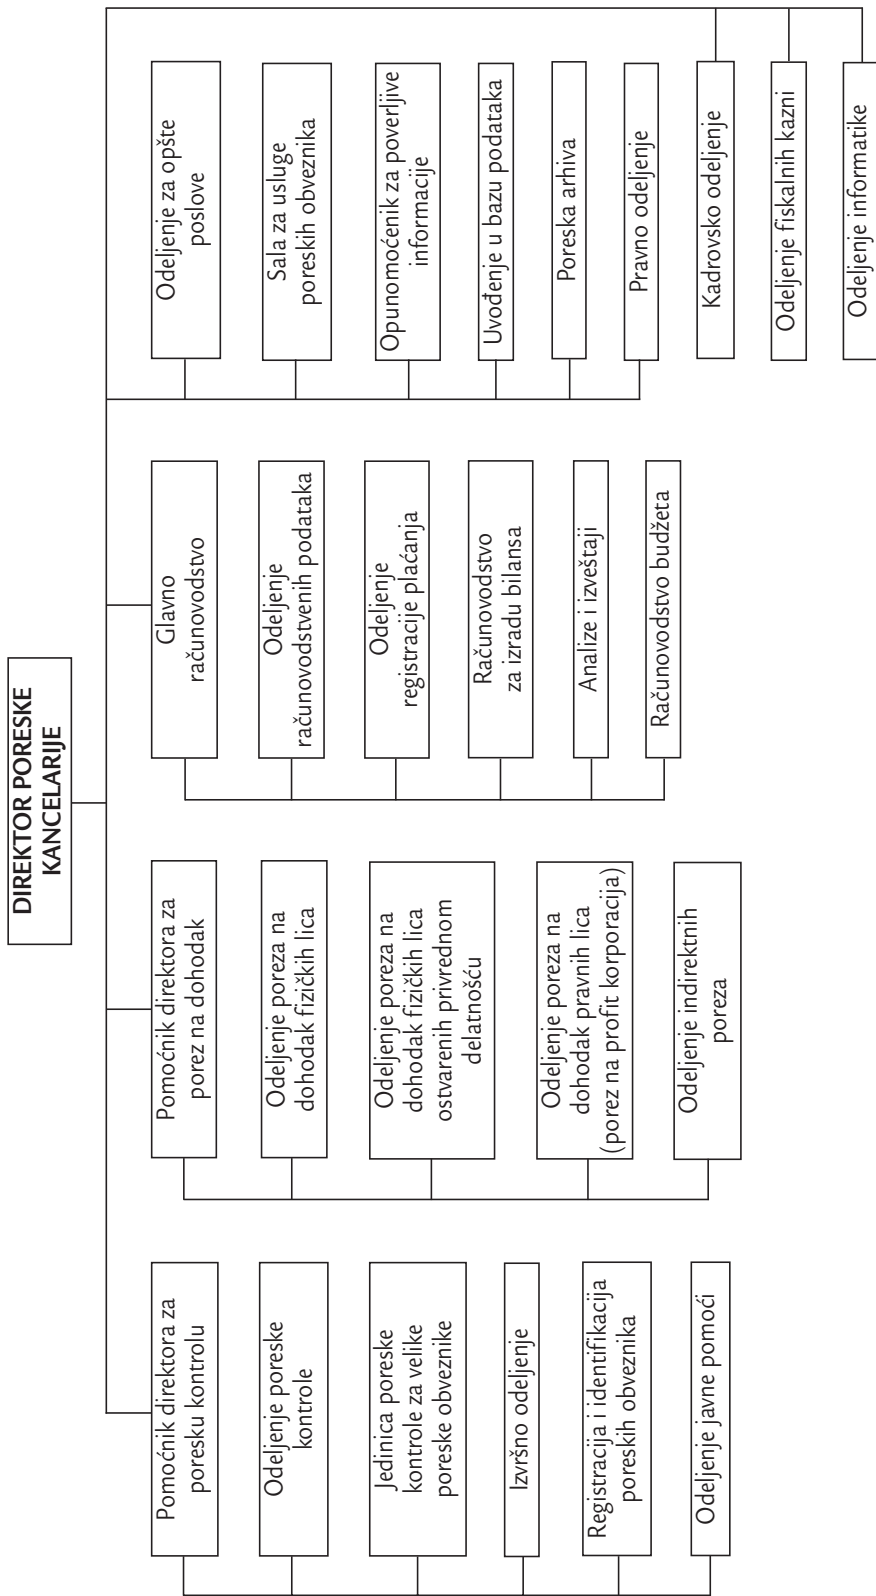 DIREKTOR PORESKE
KANCELARIJE
Pomoćnik direktora za
poresku kontrolu
Odeljenje poreske
kontrole
Jedinica poreske
kontrole za velike
poreske obveznike
Izvršno odeljenje
Registracija i identifikacija
poreskih obveznika
Odeljenje javne pomoći
Pomoćnik direktora za
porez na dohodak
Odeljenje poreza na
dohodak fizičkih lica
Odeljenje poreza na
dohodak fizičkih lica
ostvarenih privrednom
delatnošću
Odeljenje poreza na
dohodak pravnih lica
(porez na profit korporacija)
Odeljenje indirektnih
poreza
Glavno
računovodstvo
Odeljenje
računovodstvenih podataka
Odeljenje
registracije plaćanja
Računovodstvo
za izradu bilansa
Analize i izveštaji
Računovodstvo budžeta
Odeljenje za opšte
poslove
Sala za usluge
poreskih obveznika
Opunomoćenik za poverljive
informacije
Uvođenje u bazu podataka
Poreska arhiva
Pravno odeljenje
Kadrovsko odeljenje
Odeljenje fiskalnih kazni
Odeljenje informatike